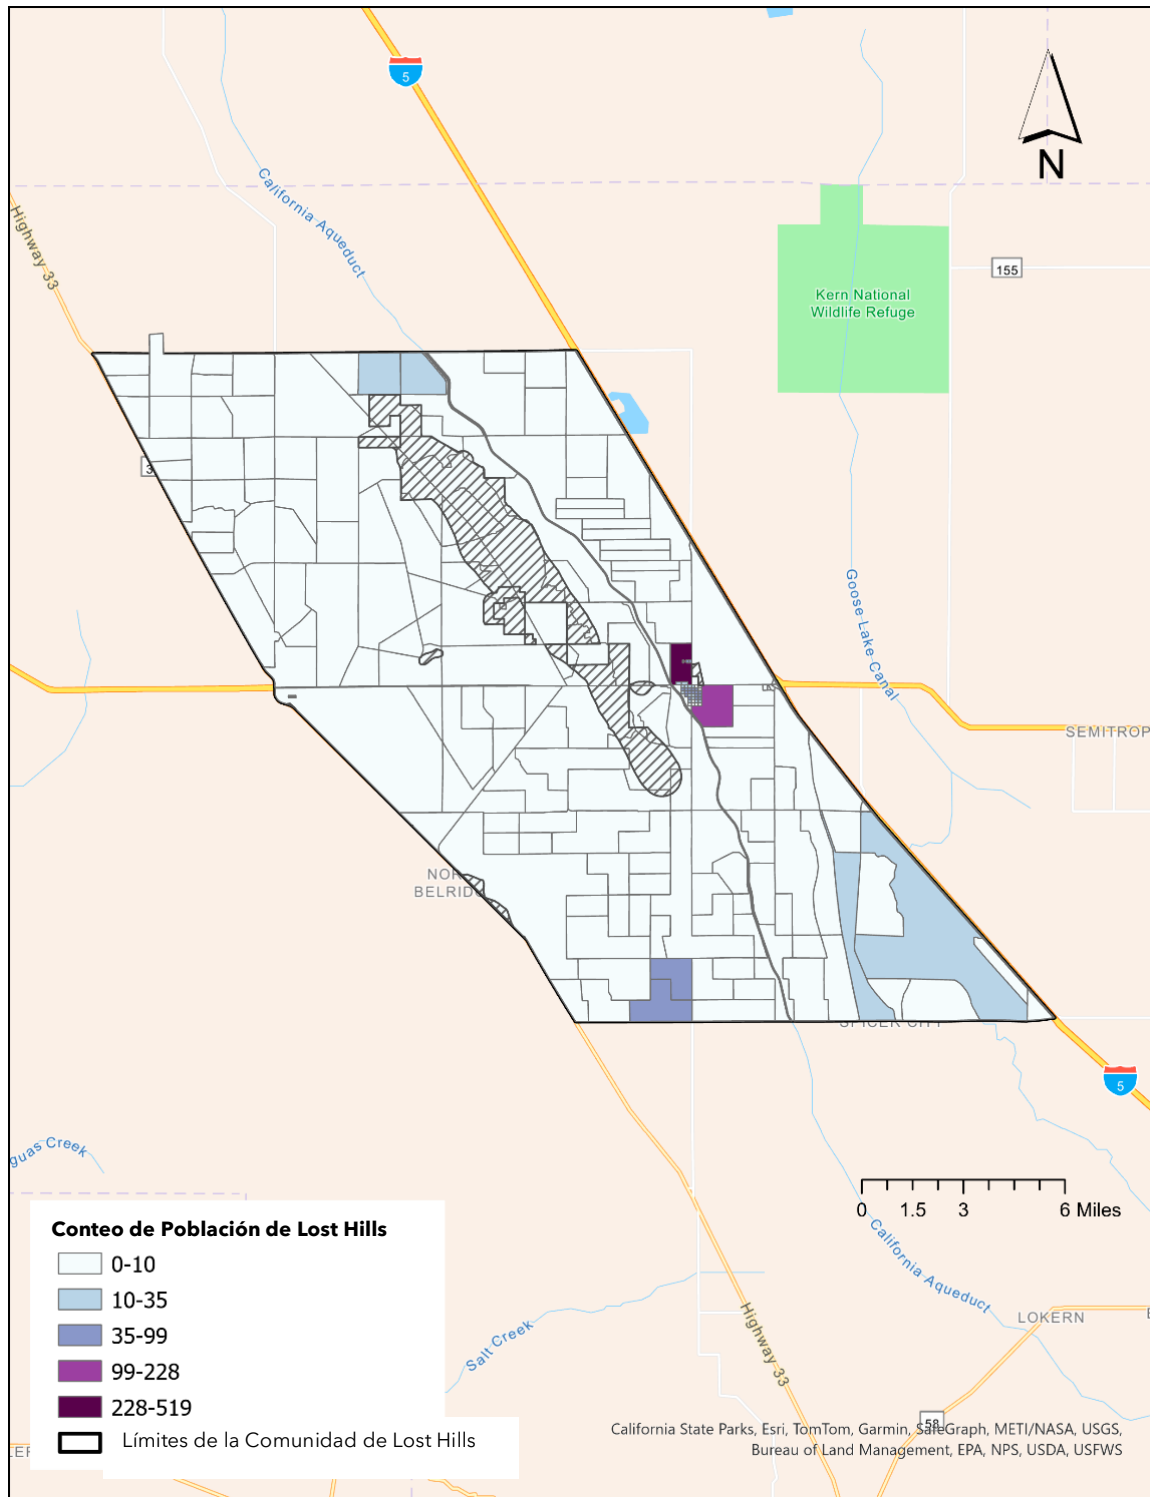 5
California Aqueduct
Highway 33
N
155
Kern National
Wildlife Refuge
3
Goose Lake Canal
SEMITROP
NOR
BELRID
SPICER CITY
5
guas Creek
0 1.5 3 6 Miles
California Aqueduct
Conteo de Población de Lost Hills
0-10
10-35
35-99
99-228
228-519
Límites de la Comunidad de Lost Hills
Salt Creek
Highway 33
LOKERN
58
California State Parks, Esri, TomTom, Garmin, SafeGraph, METI/NASA, USGS,
Bureau of Land Management, EPA, NPS, USDA, USFWS